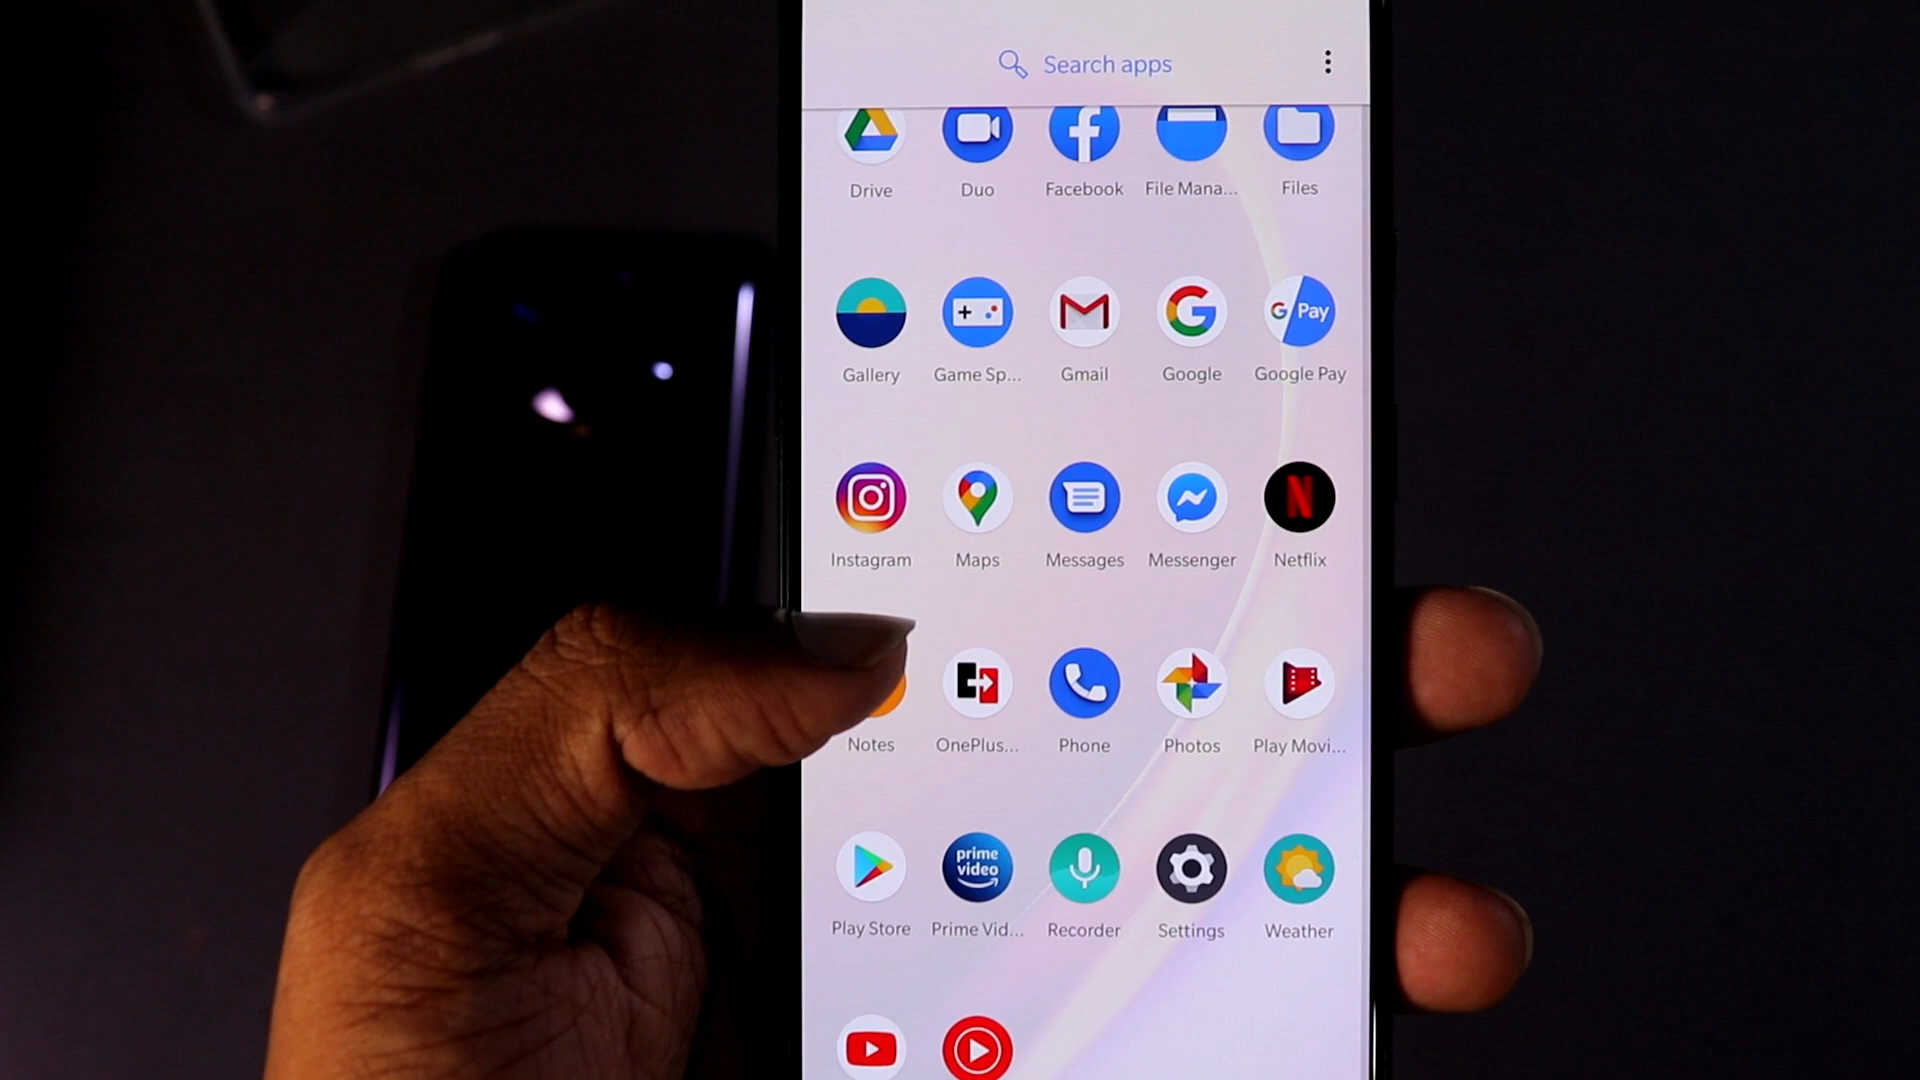 Search apps
Drive Duo Facebook File Mana... Files
G Pay
Gallery Game Sp... Gmail Google Google Pay
Instagram Maps Messages Messenger Netflix
Notes OnePlus... Phone Photos Play Movi...
prime
video
Play Store Prime Vid... Recorder Settings Weather